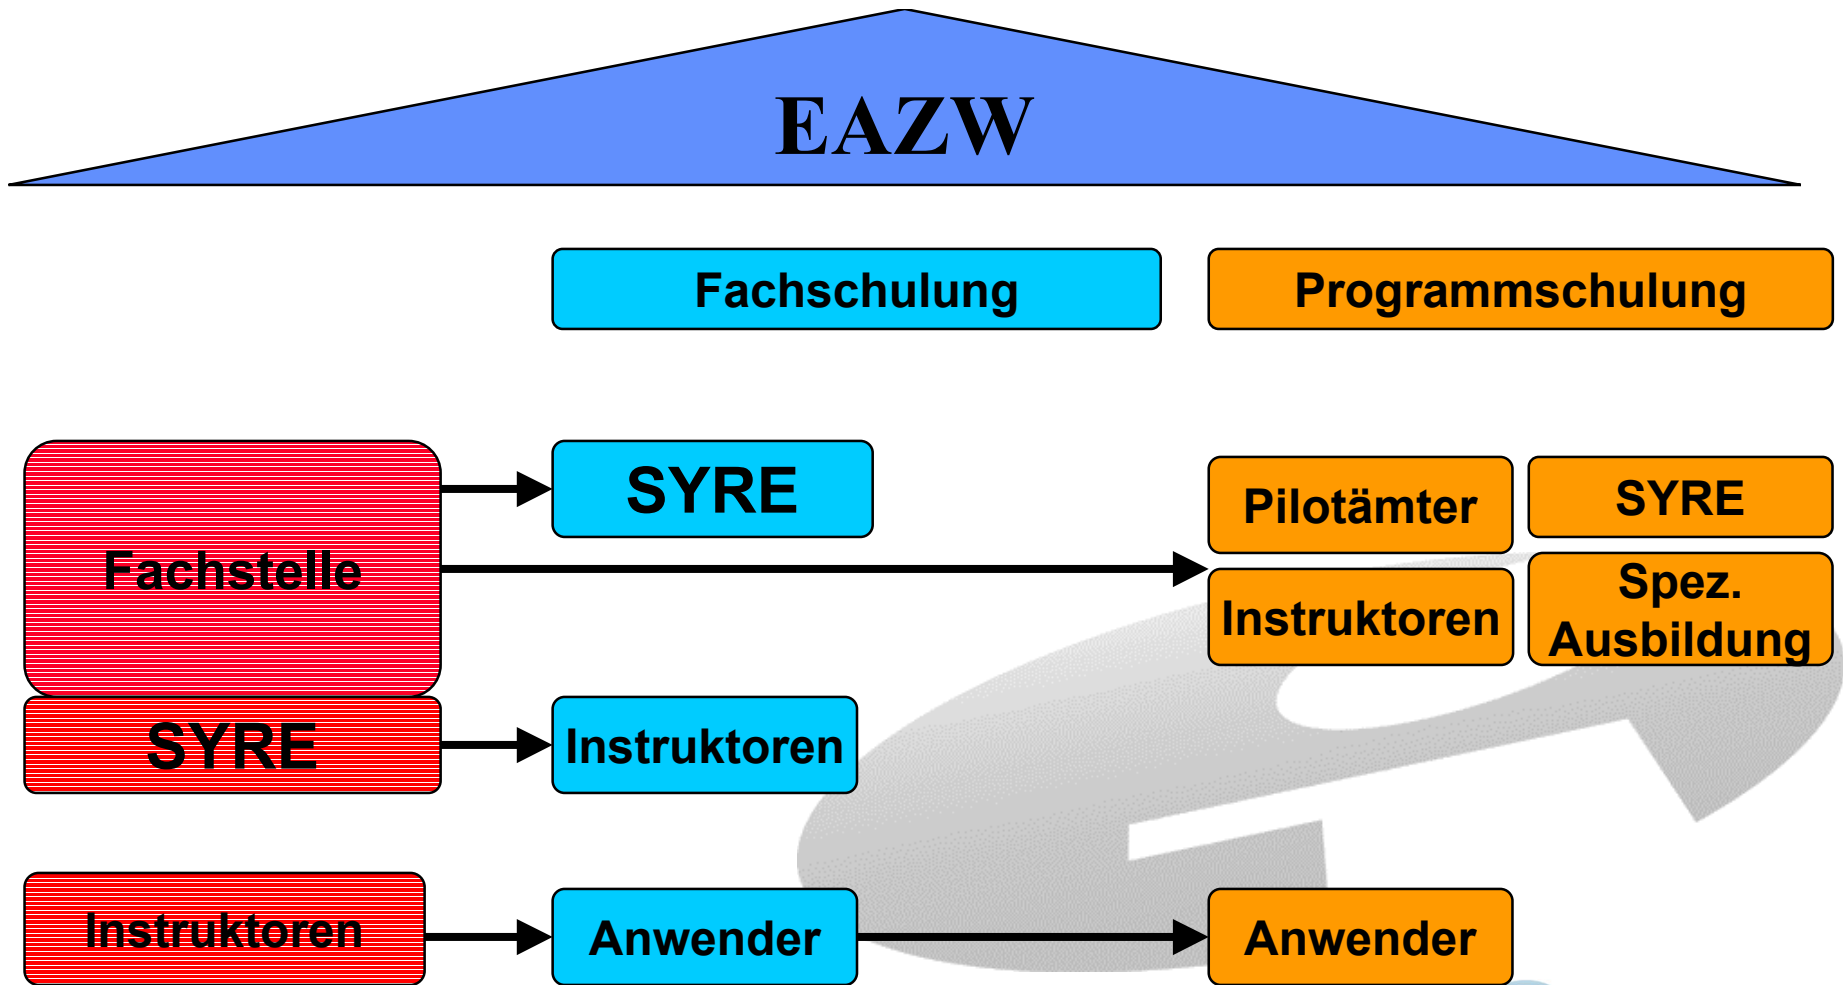 EAZW
Fachschulung
Programmschulung
Fachstelle
SYRE
Pilotämter
SYRE
Instruktoren
Spez.
Ausbildung
SYRE
Instruktoren
Instruktoren
Anwender
Anwender